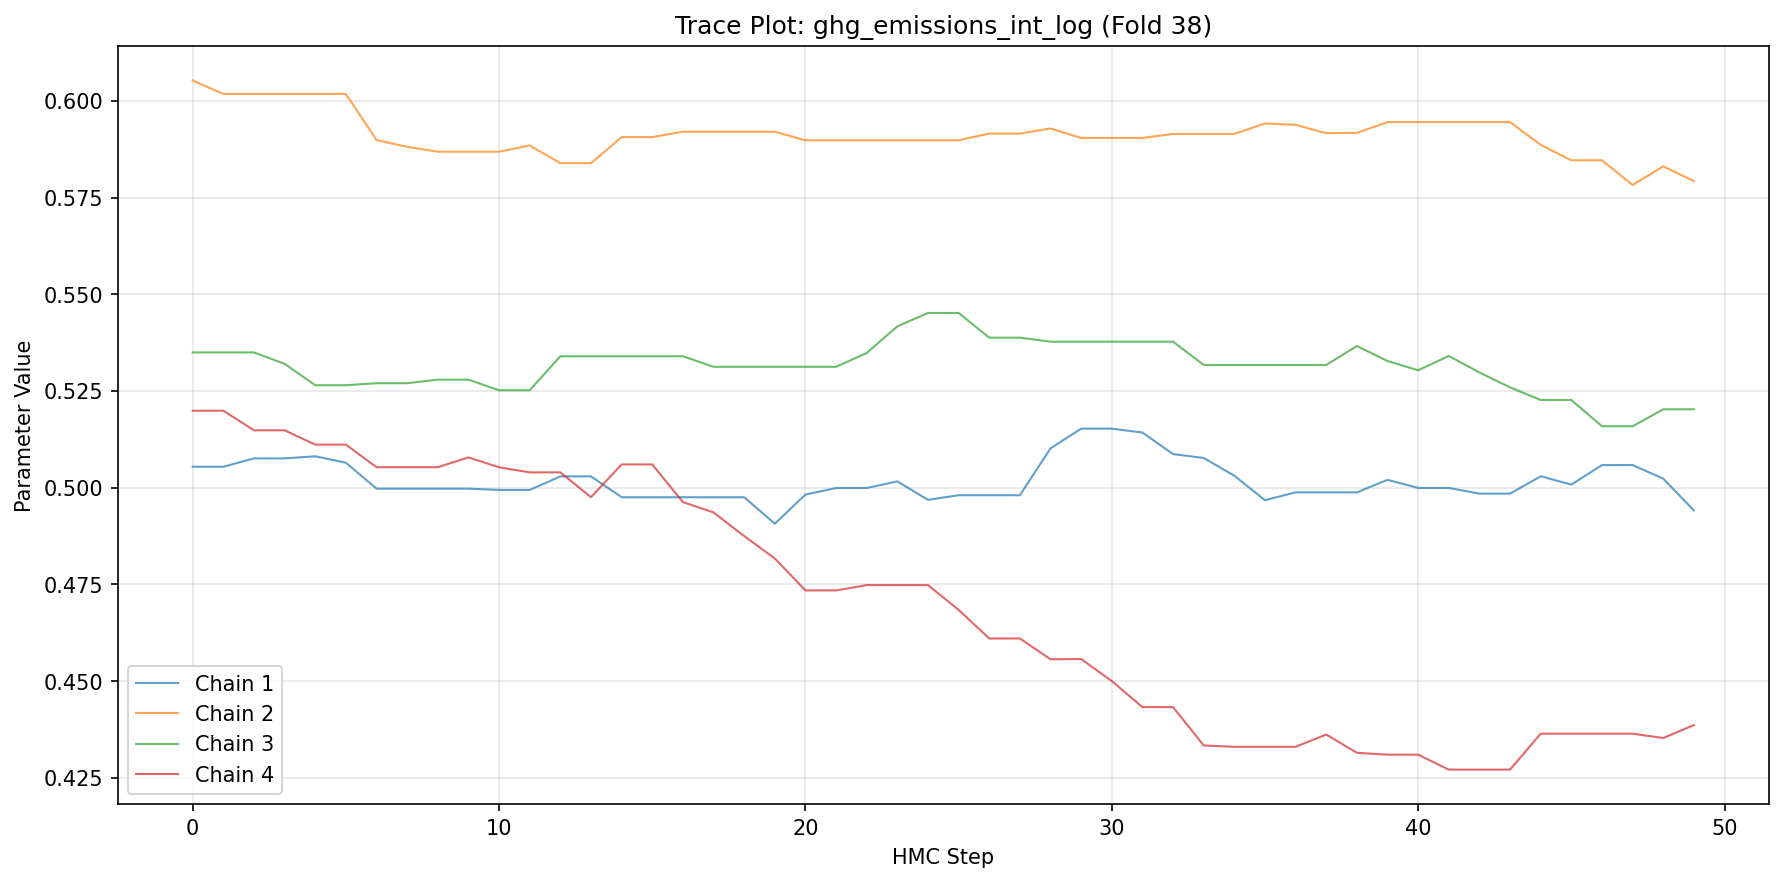 Trace Plot: ghg_emissions_int_log (Fold 38)
Parameter Value
0.600
0.575
0.550
0.525
0.500
0.475
0.450
0.425
Chain 1
Chain 2
Chain 3
Chain 4
0 10 20 30 40 50
HMC Step